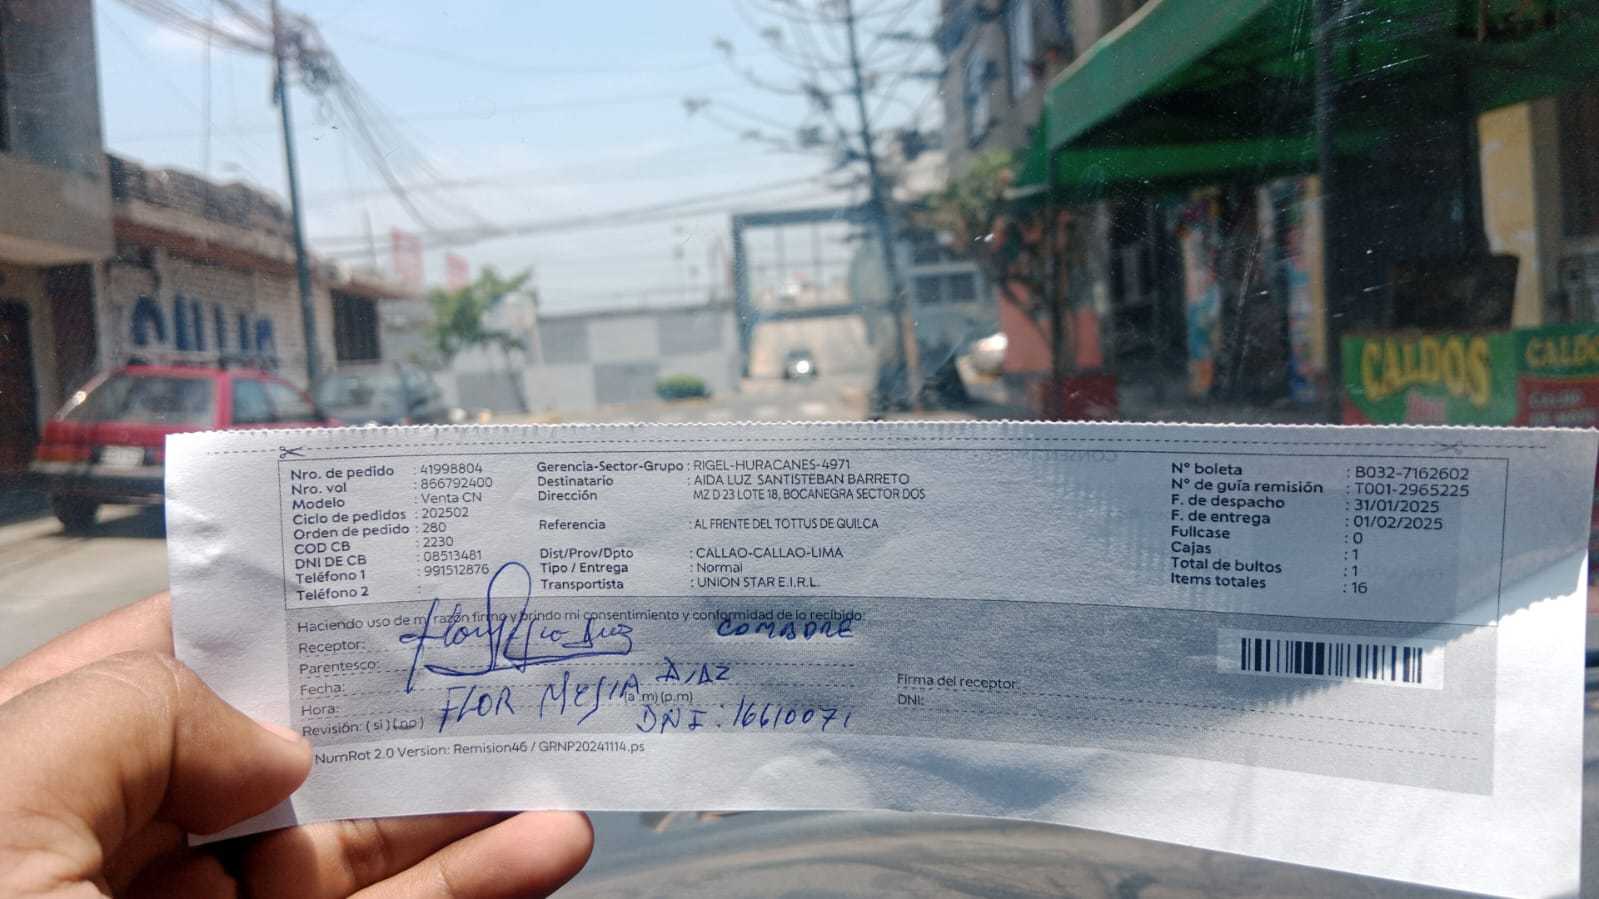 CALDOS
CALDO
Nro. de pedido : 41998804
Nro. vol : 866792400
Modelo : Venta CN
Ciclo de pedidos : 202502
Orden de pedido : 280
COD CB : 2230
DNI DE CB : 08513481
Teléfono 1 : 991512876
Teléfono 2 :
Gerencia-Sector-Grupo : RIGEL-HURACANES-4971
Destinatario : AIDA LUZ SANTISTEBAN BARRETO
Dirección MZ D 23 LOTE 18, BOCANEGRA SECTOR DOS
Referencia : AL FRENTE DEL TOTTUS DE QUILCA
Dist/Prov/Dpto : CALLAO-CALLAO-LIMA
Tipo / Entrega : Normal
Transportista : UNION STAR E.I.R.L.
N° boleta : B032-7162602
N° de guía remisión : T001-2965225
F. de despacho : 31/01/2025
F. de entrega : 01/02/2025
Fullcase : 0
Cajas : 1
Total de bultos : 1
Items totales : 16
Haciendo uso de mi razón firmo y brindo mi consentimiento y conformidad de lo recibido:
Receptor: COMADRE
Parentesco:
Fecha: FLOR MESIA DIAZ
Hora: (a.m) (p.m)
Revisión: (si) (no) DNI: 16610071
Firma del receptor:
DNI:
NumRot 2.0 Version: Remision46 / GRNP20241114.ps